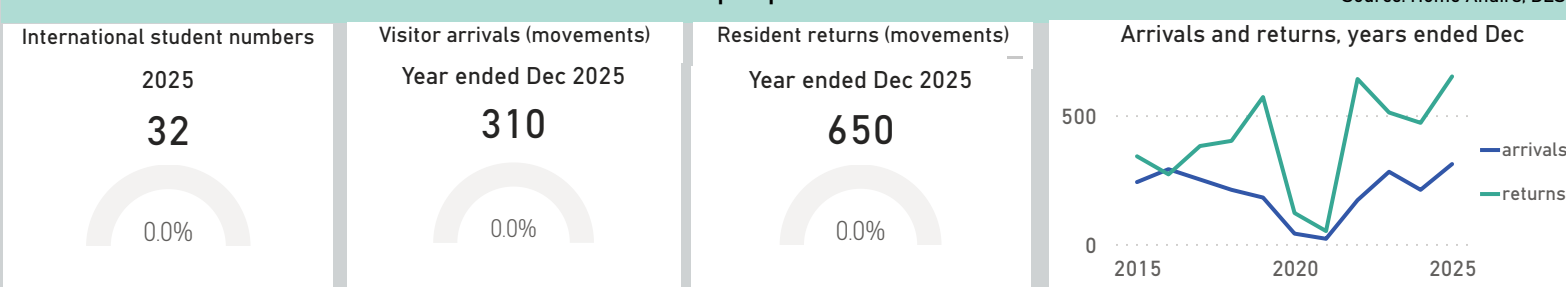 International student numbers
2025
32
0.0%
Visitor arrivals (movements)
Year ended Dec 2025
310
0.0%
Resident returns (movements)
Year ended Dec 2025
650
0.0%
Arrivals and returns, years ended Dec
500
0
2015
2020
2025
arrivals
returns